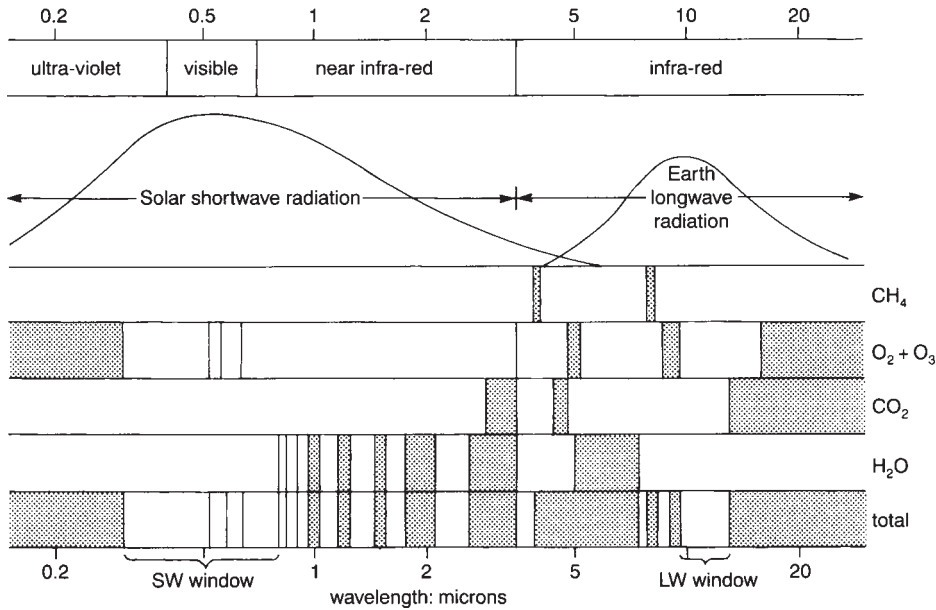 0.2 0.5 1 2 5 10 20
ultra-violet visible near infra-red infra-red
Solar shortwave radiation
Earth
longwave
radiation
CH₄
O₂ + O₃
CO₂
H₂O
total
0.2 0.5 1 2 5 20
SW window LW window
wavelength: microns